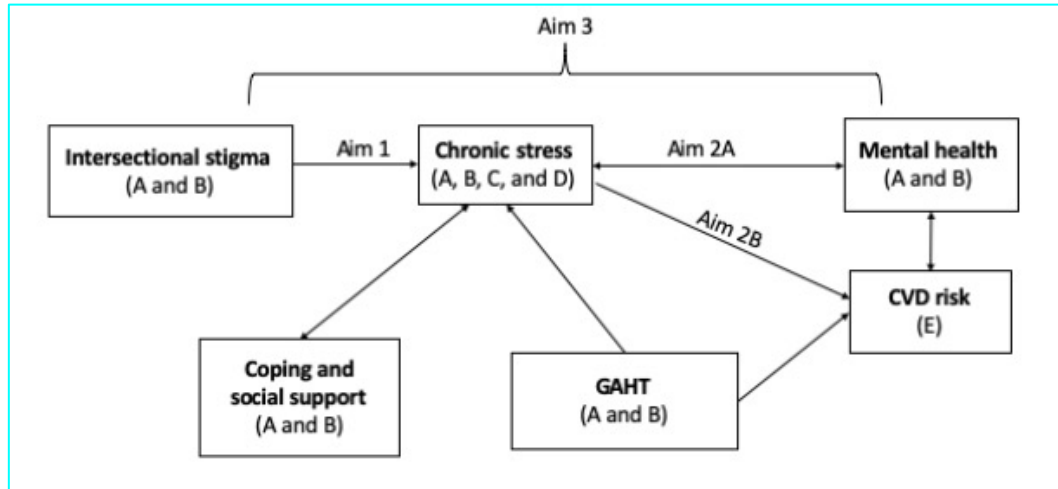 Aim 3
Intersectional stigma
(A and B)
Aim 1
Chronic stress
(A, B, C, and D)
Aim 2A
Mental health
(A and B)
Aim 2B
CVD risk
(E)
Coping and
social support
(A and B)
GAHT
(A and B)